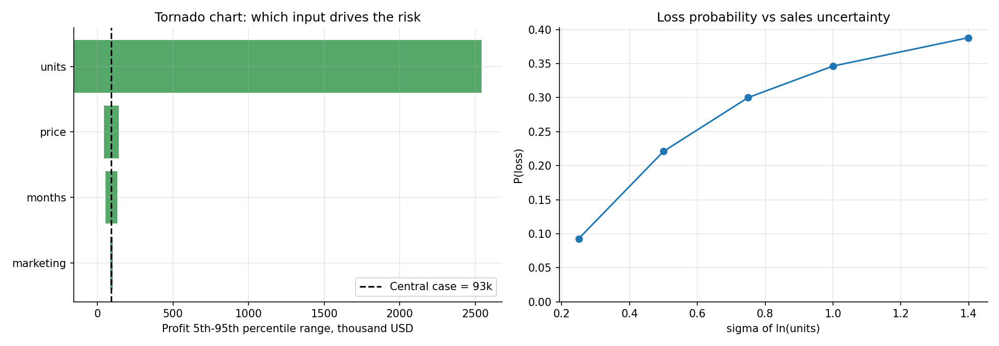 Tornado chart: which input drives the risk
units
price
months
marketing
Central case = 93k
0 500 1000 1500 2000 2500
Profit 5th-95th percentile range, thousand USD
Loss probability vs sales uncertainty
P(loss)
0.40
0.35
0.30
0.25
0.20
0.15
0.10
0.05
0.00
0.2 0.4 0.6 0.8 1.0 1.2 1.4
sigma of ln(units)